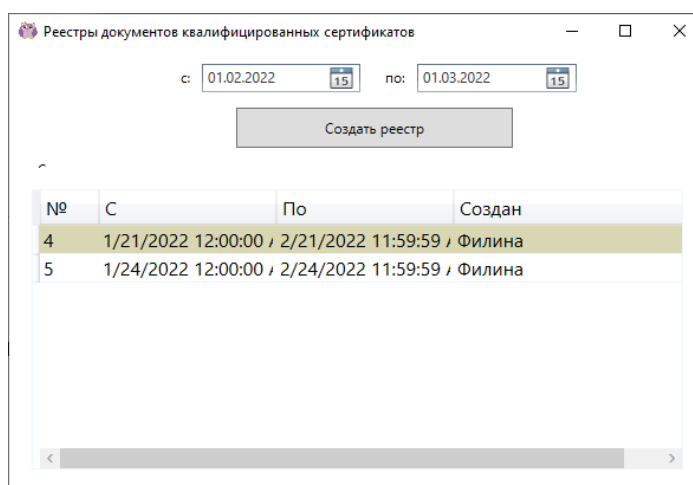 Реестры документов квалифицированных сертификатов
с: 01.02.2022 15 по: 01.03.2022 15
Создать реестр
№ С По Создан
4 1/21/2022 12:00:00 2/21/2022 11:59:59 Филина
5 1/24/2022 12:00:00 2/24/2022 11:59:59 Филина